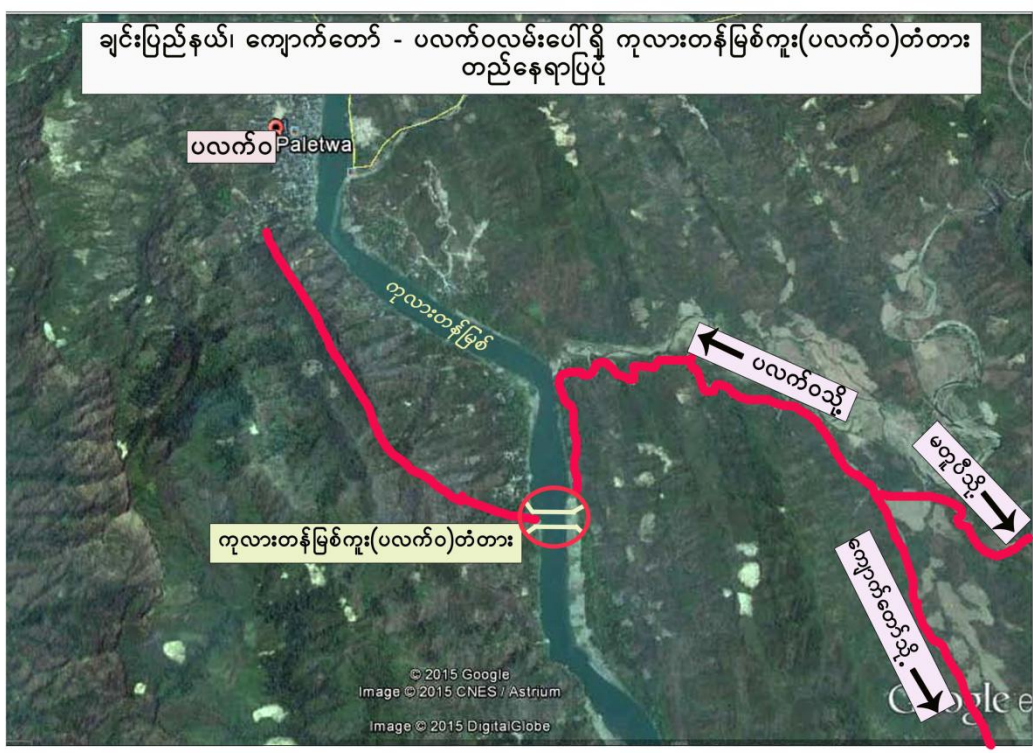 ချင်းပြည်နယ်၊ ကျောက်တော် - ပလက်ဝလမ်းပေါ်ရှိ ကုလားတန်မြစ်ကူး(ပလက်ဝ)တံတား
တည်နေရာပြပုံ
ပလက်ဝ
Paletwa
ကုလားတန်မြစ်
ပလက်ဝသို့
မတူပီသို့
ကုလားတန်မြစ်ကူး(ပလက်ဝ)တံတား
ကျောက်တော်သို့
© 2015 Google
Image © 2015 CNES / Astrium
Image © 2015 DigitalGlobe